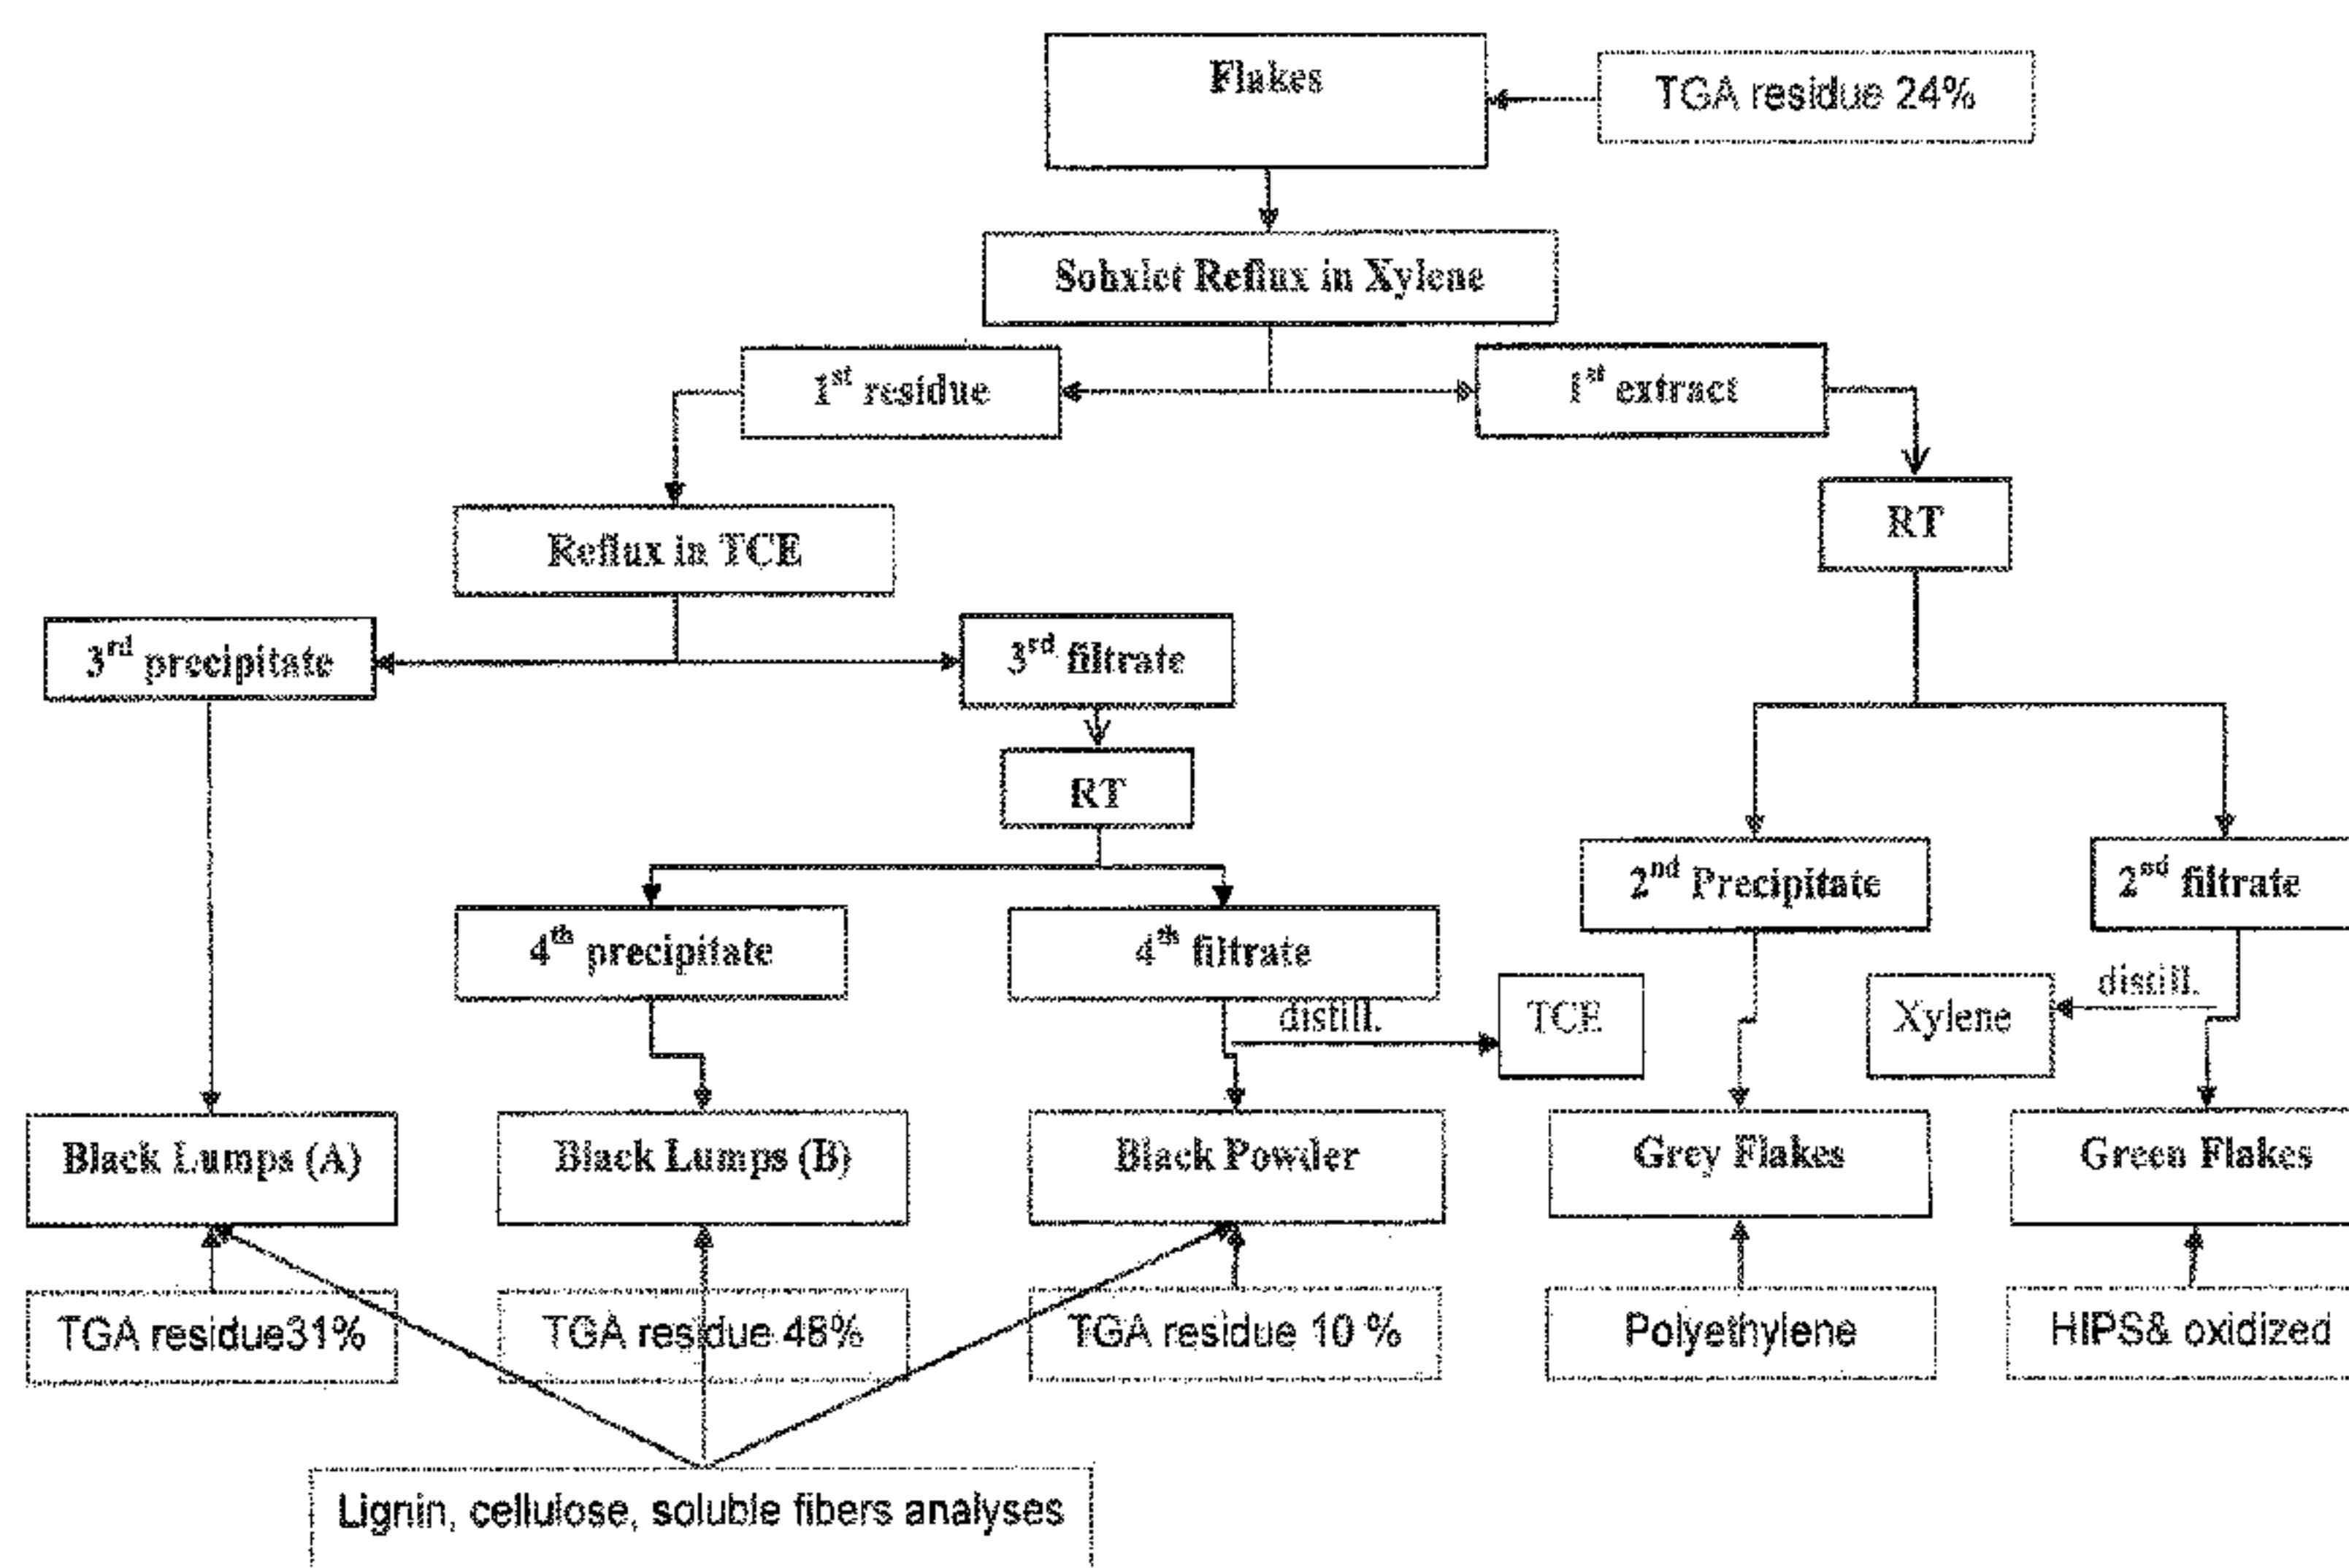 Flakes
TGA residue 24%
Sohxlet Reflux in Xylene
1st residue
1st extract
RT
Reflux in TCE
3rd precipitate
3rd filtrate
RT
2nd Precipitate
2nd filtrate
4th precipitate
4th filtrate
distill.
TCE
Xylene
distill.
Black Lumps (A)
Black Lumps (B)
Black Powder
Grey Flakes
Green Flakes
TGA residue31%
TGA residue 48%
TGA residue 10 %
Polyethylene
HIPS& oxidized
Lignin, cellulose, soluble fibers analyses